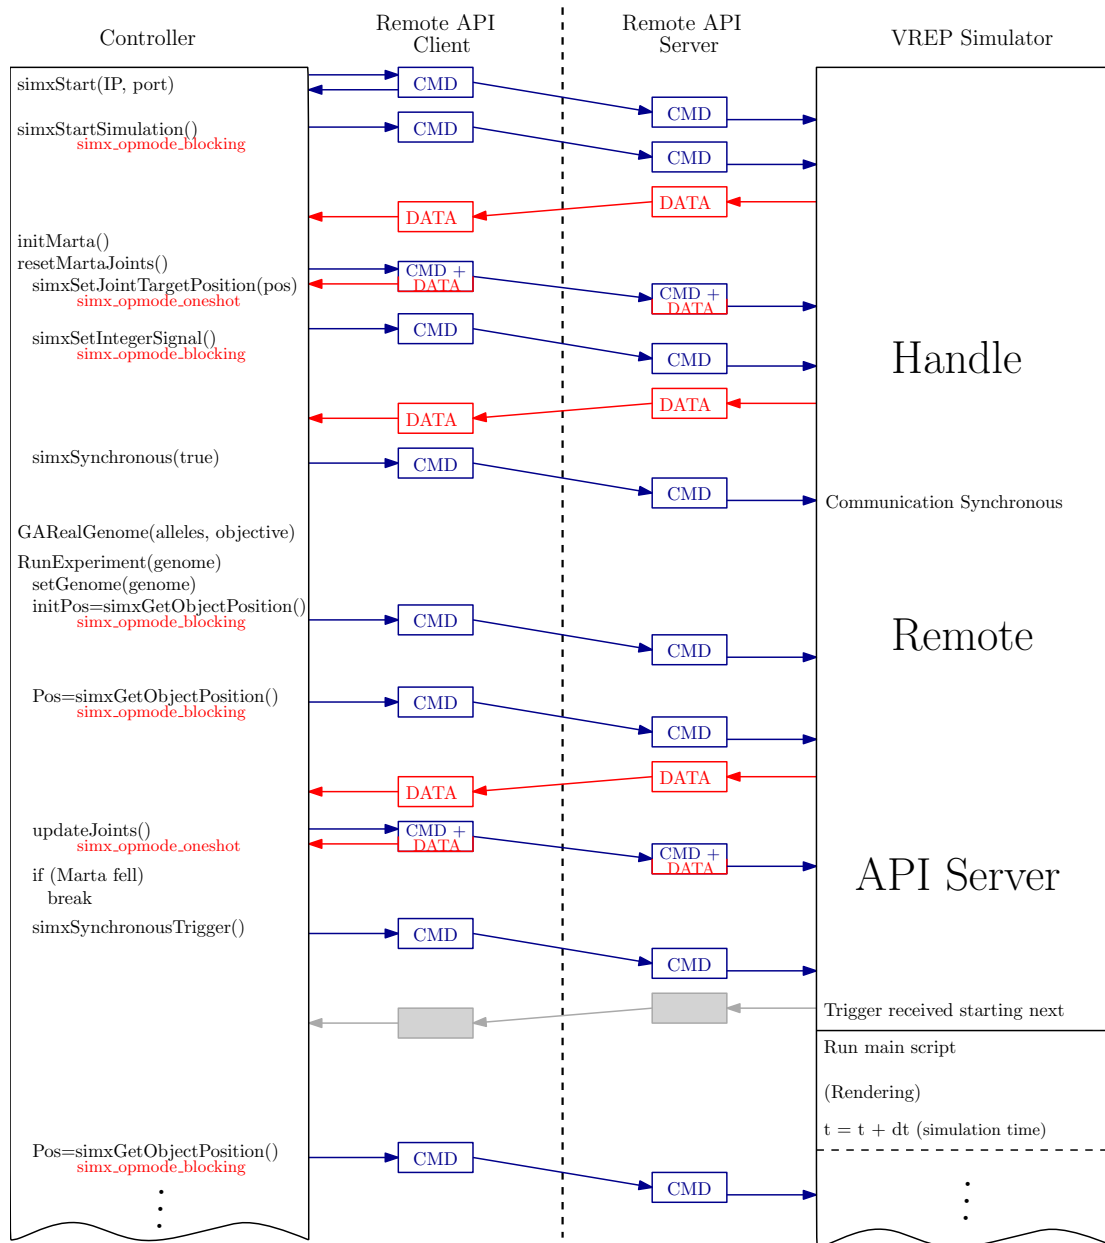 Controller
Remote API
Client
Remote API
Server
VREP Simulator
simxStart(IP, port)
CMD
CMD
simxStartSimulation()
simx_opmode_blocking
CMD
CMD
DATA
DATA
initMarta()
resetMartaJoints()
simxSetJointTargetPosition(pos)
simx_opmode_oneshot
CMD +
DATA
CMD +
DATA
simxSetIntegerSignal()
simx_opmode_blocking
CMD
CMD
Handle
DATA
DATA
simxSynchronous(true)
CMD
CMD
Communication Synchronous
GARealGenome(alleles, objective)
RunExperiment(genome)
setGenome(genome)
initPos=simxGetObjectPosition()
simx_opmode_blocking
CMD
CMD
Remote
Pos=simxGetObjectPosition()
simx_opmode_blocking
CMD
CMD
DATA
DATA
updateJoints()
simx_opmode_oneshot
CMD +
DATA
CMD +
DATA
API Server
if (Marta fell)
break
simxSynchronousTrigger()
CMD
CMD
Trigger received starting next
Run main script
(Rendering)
t = t + dt (simulation time)
Pos=simxGetObjectPosition()
simx_opmode_blocking
CMD
CMD